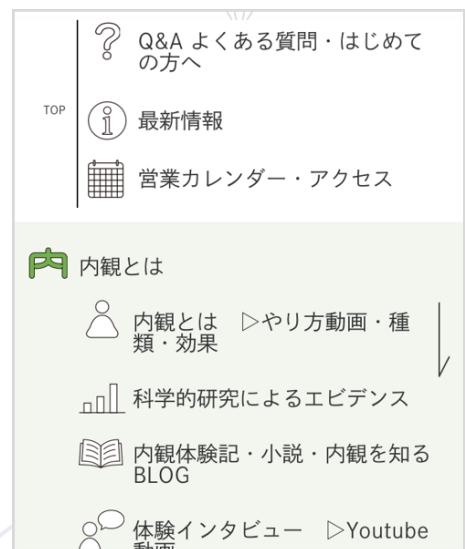 Q&A よくある質問・はじめて
の方へ
TOP
最新情報
営業カレンダー・アクセス
内観とは
内観とは　▷やり方動画・種
類・効果
科学的研究によるエビデンス
内観体験記・小説・内観を知る
BLOG
体験インタビュー　▷Youtube
動画